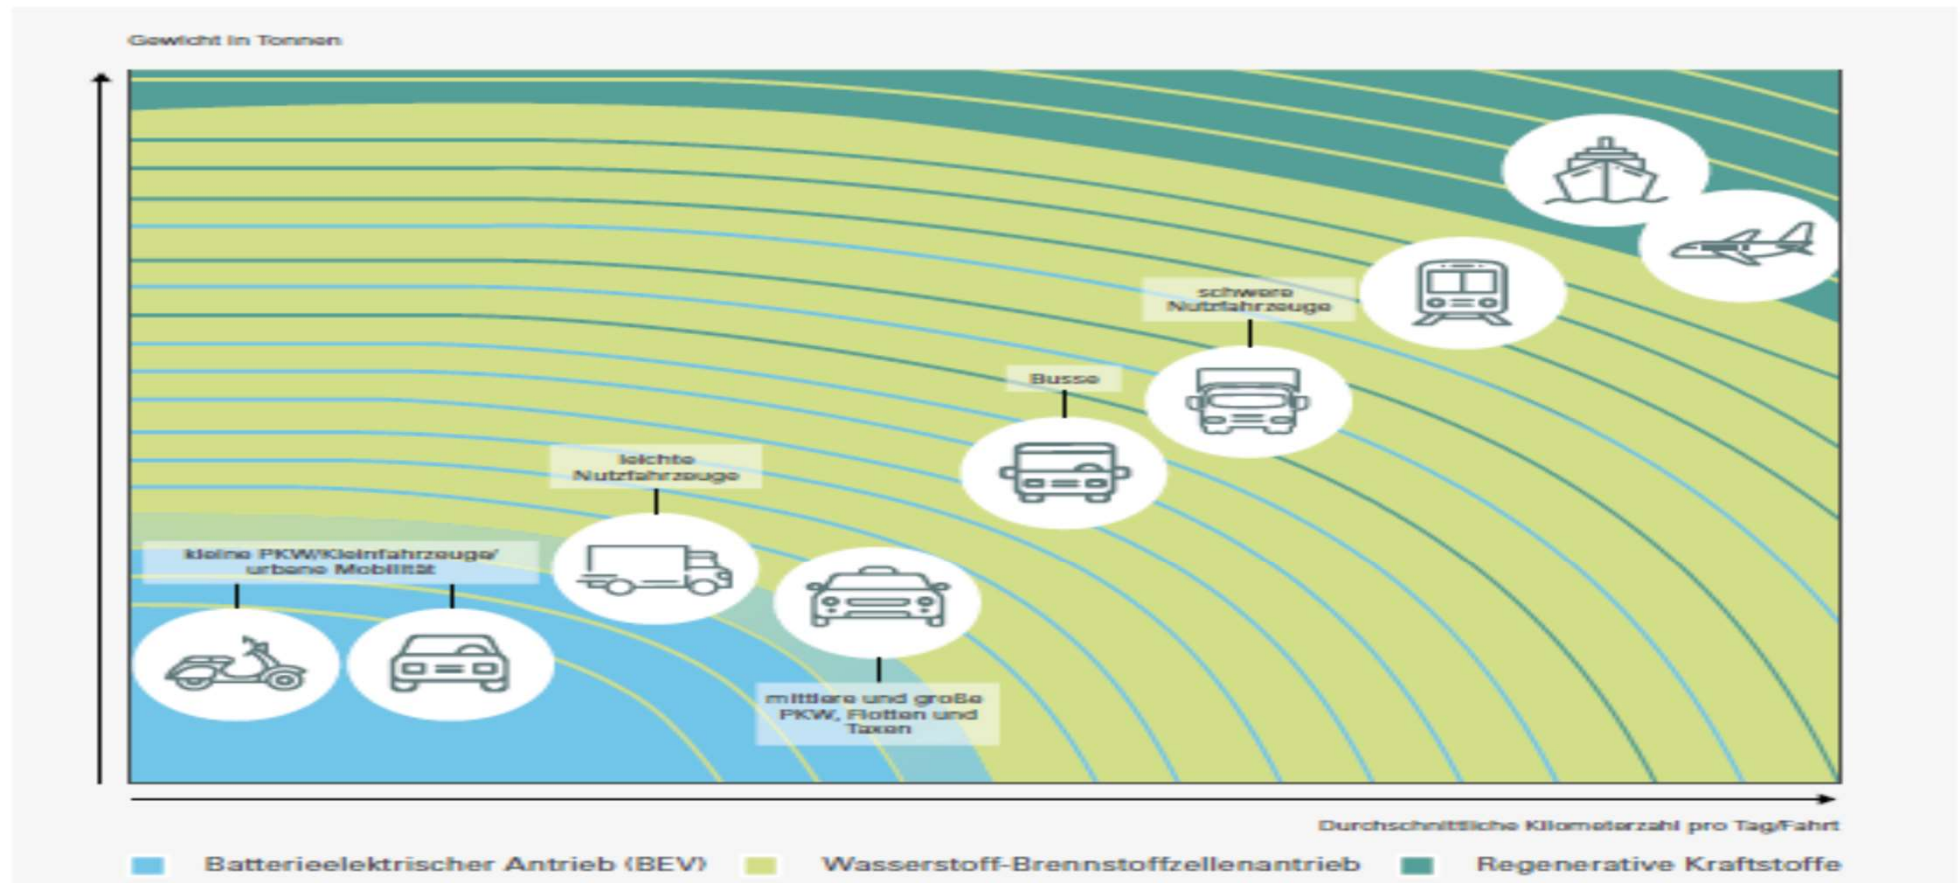 Gewicht in Tonnen
schwere
Nutzfahrzeuge
Busse
leichte
Nutzfahrzeuge
kleine PKW/Kleinfahrzeuge/
urbane Mobilität
mittlere und große
PKW, Flotten und
Taxen
Durchschnittliche Kilometerzahl pro Tag/Fahrt
Batterieelektrischer Antrieb (BEV)
Wasserstoff-Brennstoffzellenantrieb
Regenerative Kraftstoffe